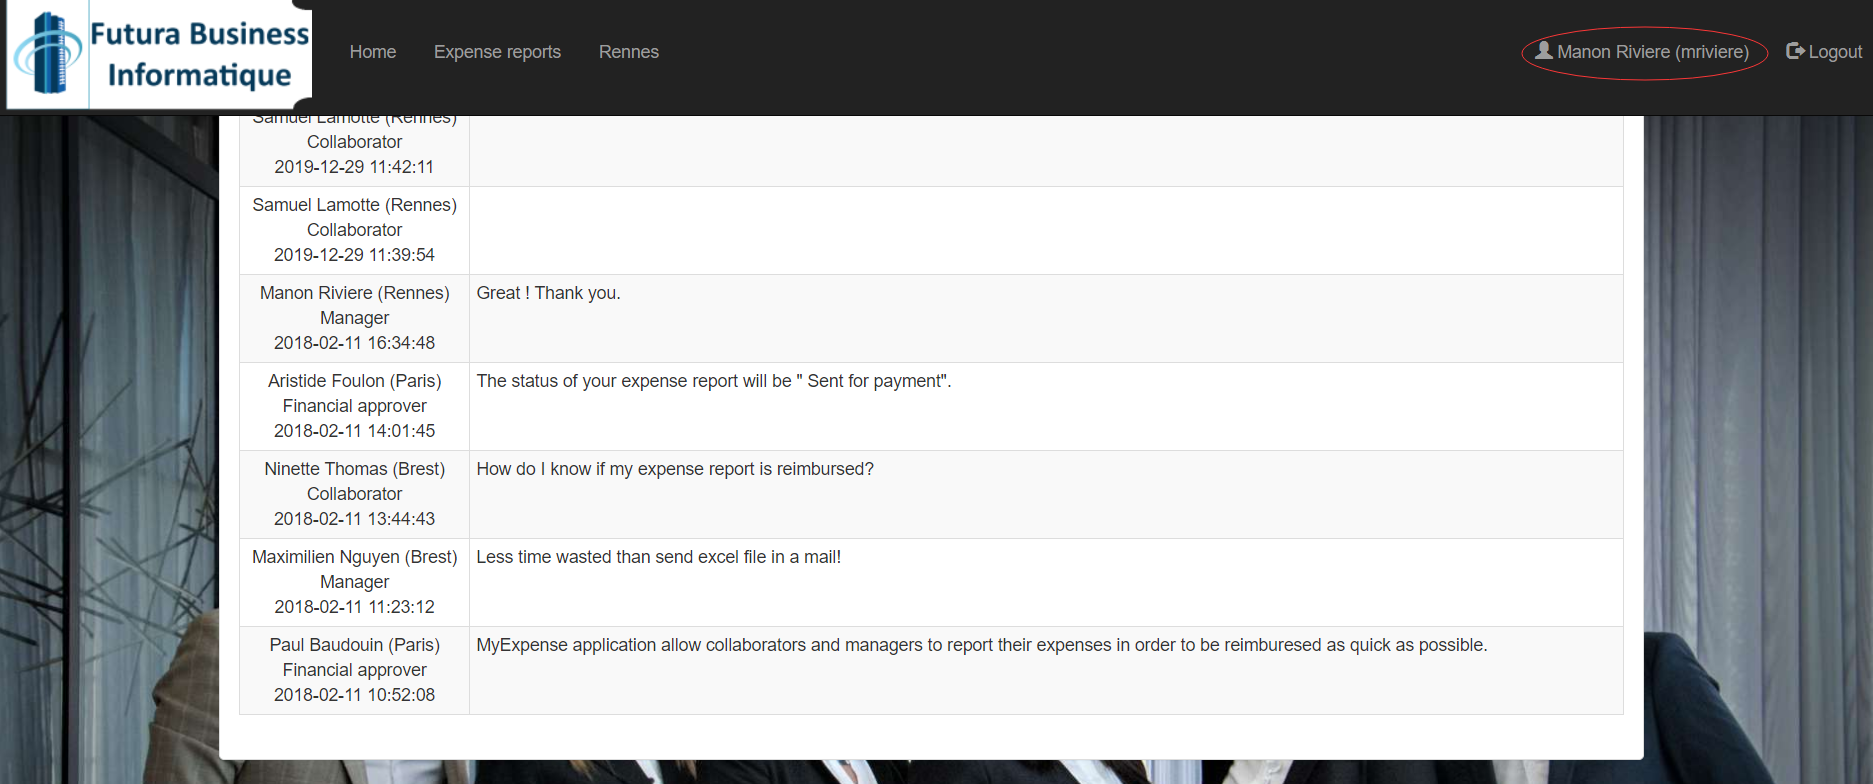 Futura Business
Informatique
Home Expense reports Rennes Manon Riviere (mriviere) Logout
Samuel Lamotte (Rennes)
Collaborator
2019-12-29 11:42:11
Samuel Lamotte (Rennes)
Collaborator
2019-12-29 11:39:54
Manon Riviere (Rennes)
Manager
2018-02-11 16:34:48
Great ! Thank you.
Aristide Foulon (Paris)
Financial approver
2018-02-11 14:01:45
The status of your expense report will be " Sent for payment".
Ninette Thomas (Brest)
Collaborator
2018-02-11 13:44:43
How do I know if my expense report is reimbursed?
Maximilien Nguyen (Brest)
Manager
2018-02-11 11:23:12
Less time wasted than send excel file in a mail!
Paul Baudouin (Paris)
Financial approver
2018-02-11 10:52:08
MyExpense application allow collaborators and managers to report their expenses in order to be reimburesed as quick as possible.